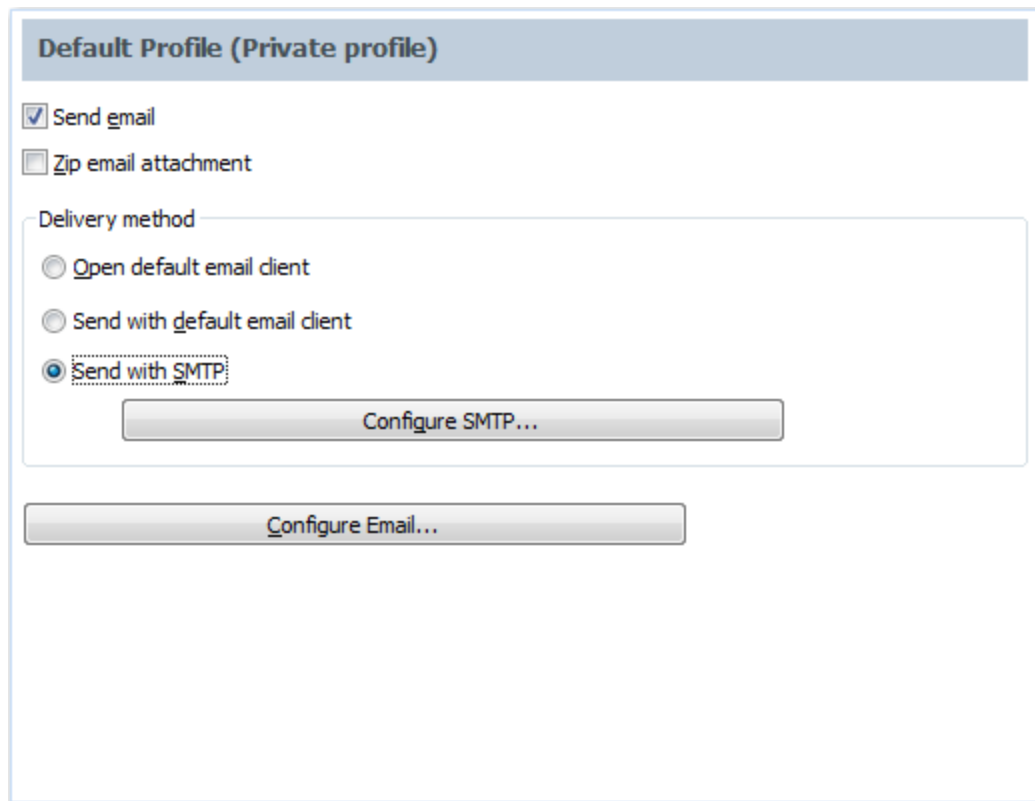 Default Profile (Private profile)
Send email
Zip email attachment
Delivery method
Open default email client
Send with default email client
Send with SMTP
Configure SMTP...
Configure Email...